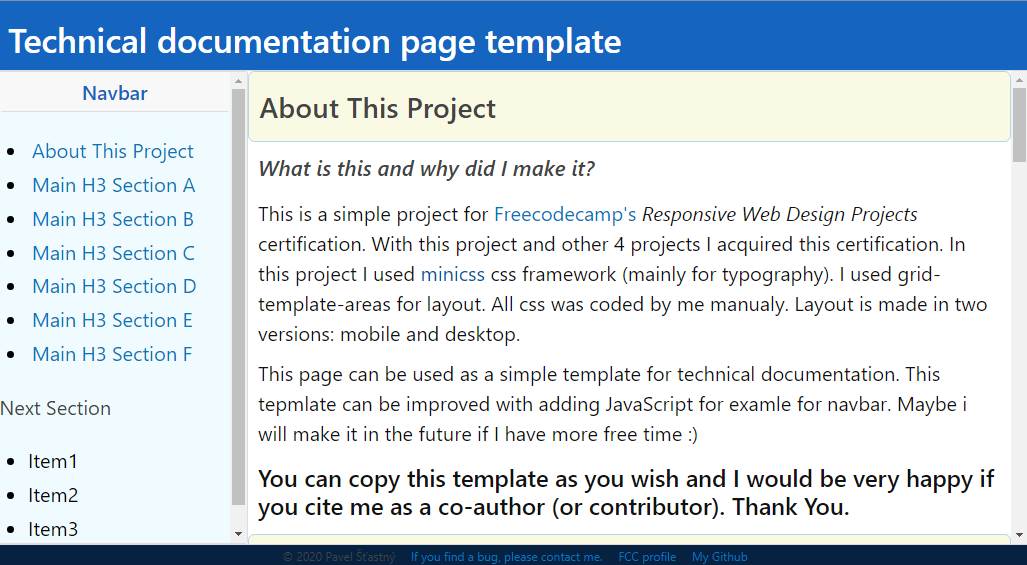 Technical documentation page template
Navbar
About This Project
Main H3 Section A
Main H3 Section B
Main H3 Section C
Main H3 Section D
Main H3 Section E
Main H3 Section F
Next Section
Item1
Item2
Item3
About This Project
What is this and why did I make it?
This is a simple project for Freecodecamp's Responsive Web Design Projects
certification. With this project and other 4 projects I acquired this certification. In
this project I used minicss css framework (mainly for typography). I used grid-
template-areas for layout. All css was coded by me manualy. Layout is made in two
versions: mobile and desktop.
This page can be used as a simple template for technical documentation. This
tepmlate can be improved with adding JavaScript for examle for navbar. Maybe i
will make it in the future if I have more free time :)
You can copy this template as you wish and I would be very happy if
you cite me as a co-author (or contributor). Thank You.
© 2020 Pavel Šťastný If you find a bug, please contact me. FCC profile My Github